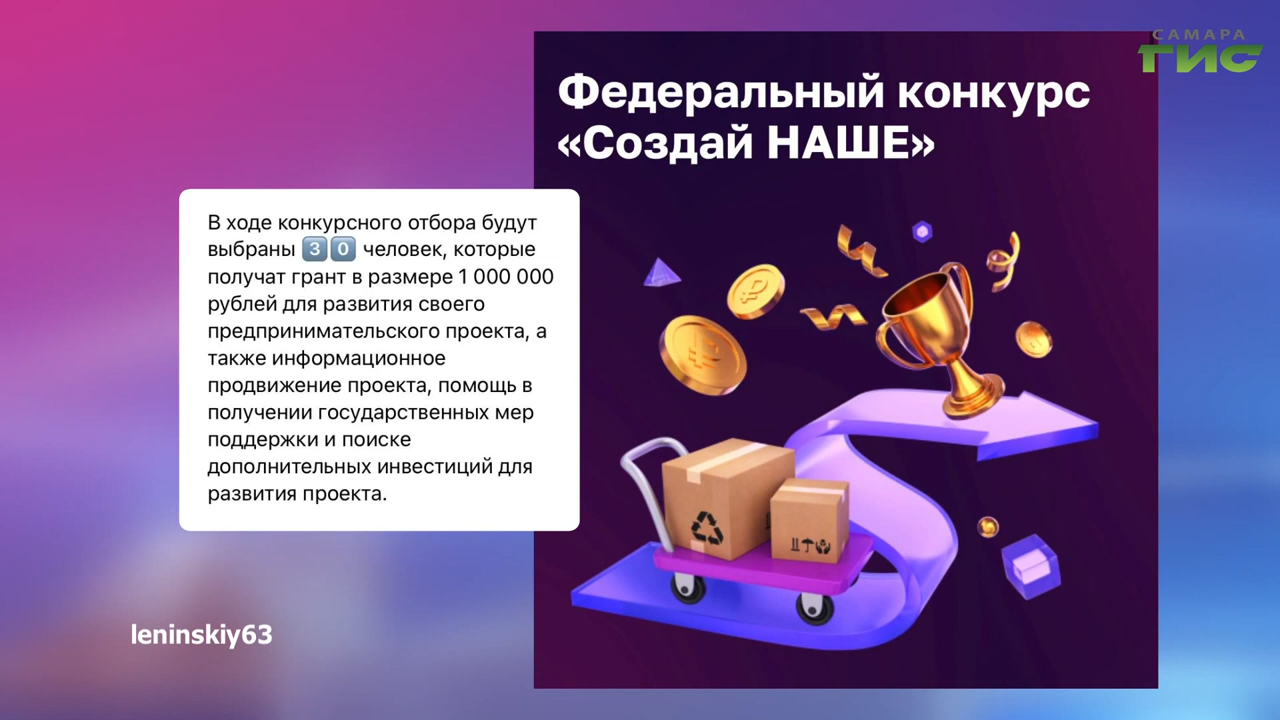 САМАРА
ГИС
Федеральный конкурс
«Создай НАШЕ»
В ходе конкурсного отбора будут
выбраны 30 человек, которые
получат грант в размере 1 000 000
рублей для развития своего
предпринимательского проекта, а
также информационное
продвижение проекта, помощь в
получении государственных мер
поддержки и поиске
дополнительных инвестиций для
развития проекта.
leninskiy63